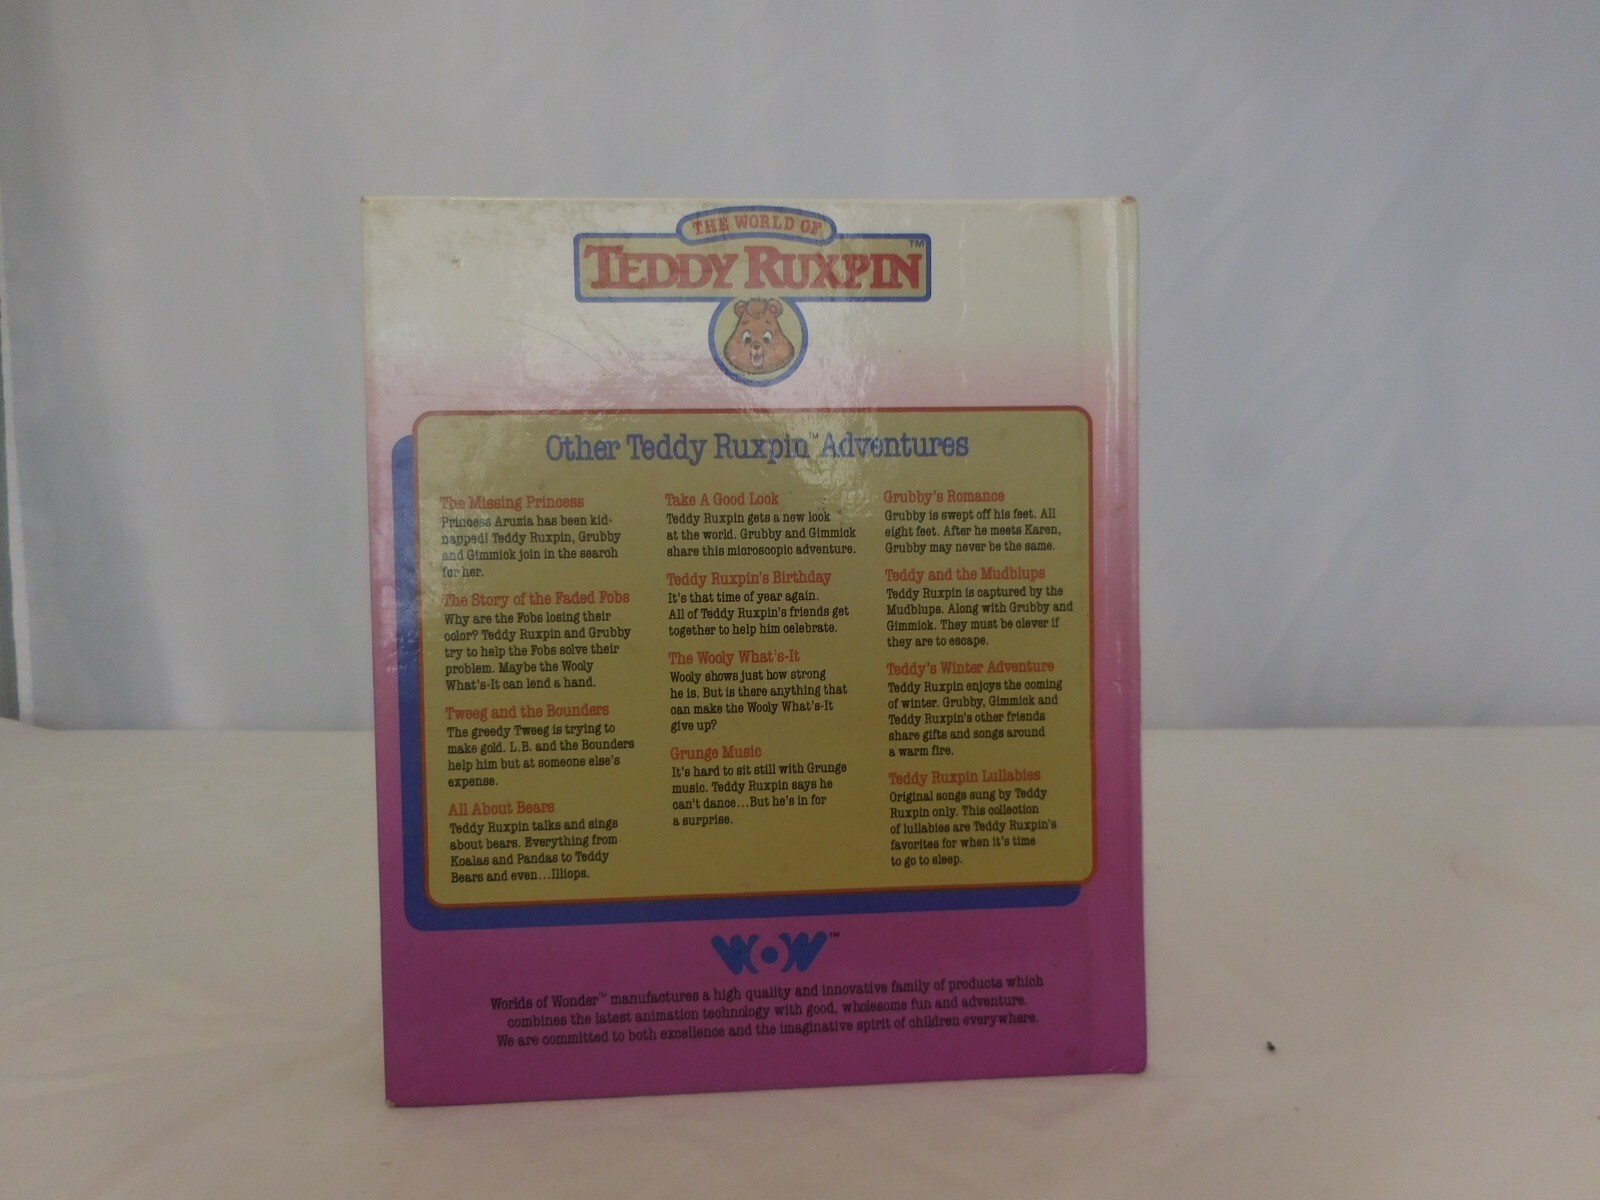 THE WORLD OF
TEDDY RUXPIN™
Other Teddy Ruxpin™ Adventures
The Missing Princess
Princess Aruzia has been kid-
napped! Teddy Ruxpin, Grubby
and Gimmick join in the search
for her.
The Story of the Faded Fobs
Why are the Fobs losing their
color? Teddy Ruxpin and Grubby
try to help the Fobs solve their
problem. Maybe the Wooly
What's-It can lend a hand.
Tweeg and the Bounders
The greedy Tweeg is trying to
make gold. L.B. and the Bounders
help him but at someone else's
expense.
All About Bears
Teddy Ruxpin talks and sings
about bears. Everything from
Koalas and Pandas to Teddy
Bears and even...Illiops.
Take A Good Look
Teddy Ruxpin gets a new look
at the world. Grubby and Gimmick
share this microscopic adventure.
Teddy Ruxpin's Birthday
It's that time of year again.
All of Teddy Ruxpin's friends get
together to help him celebrate.
The Wooly What's-It
Wooly shows just how strong
he is. But is there anything that
can make the Wooly What's-It
give up?
Grunge Music
It's hard to sit still with Grunge
music. Teddy Ruxpin says he
can't dance...But he's in for
a surprise.
Grubby's Romance
Grubby is swept off his feet. All
eight feet. After he meets Karen,
Grubby may never be the same.
Teddy and the Mudblups
Teddy Ruxpin is captured by the
Mudblups. Along with Grubby and
Gimmick. They must be clever if
they are to escape.
Teddy's Winter Adventure
Teddy Ruxpin enjoys the coming
of winter. Grubby, Gimmick and
Teddy Ruxpin's other friends
share gifts and songs around
a warm fire.
Teddy Ruxpin Lullabies
Original songs sung by Teddy
Ruxpin only. This collection
of lullabies are Teddy Ruxpin's
favorites for when it's time
to go to sleep.
WOW™
Worlds of Wonder™ manufactures a high quality and innovative family of products which
combines the latest animation technology with good, wholesome fun and adventure.
We are committed to both excellence and the imaginative spirit of children everywhere.